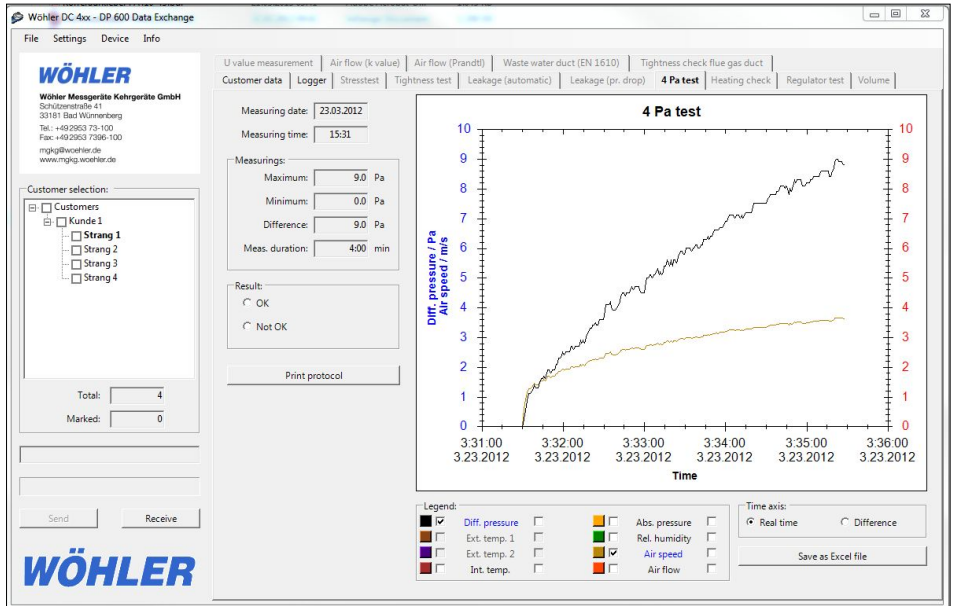 Wöhler DC 4xx - DP 600 Data Exchange
File Settings Device Info
WÖHLER
Wöhler Messgeräte Kehrgeräte GmbH
Schützenstraße 41
33181 Bad Wünnenberg
Tel.: +492953 73-100
Fax: +492953 7396-100
mgkg@woehler.de
www.mgkg.woehler.de
Customer selection:
Customers
Kunde 1
Strang 1
Strang 2
Strang 3
Strang 4
Total: 4
Marked: 0
Send Receive
WÖHLER
U value measurement Air flow (k value) Air flow (Prandtl) Waste water duct (EN 1610) Tightness check flue gas duct
Customer data Logger Stresstest Tightness test Leakage (automatic) Leakage (pr. drop) 4 Pa test Heating check Regulator test Volume
Measuring date: 23.03.2012
Measuring time: 15:31
Measurings:
Maximum: 9.0 Pa
Minimum: 0.0 Pa
Difference: 9.0 Pa
Meas. duration: 4:00 min
Result:
OK
Not OK
Print protocol
4 Pa test
Diff. pressure / Pa
Air speed / m/s
10 10
9 9
8 8
7 7
6 6
5 5
4 4
3 3
2 2
1 1
0 0
3:31:00 3:32:00 3:33:00 3:34:00 3:35:00 3:36:00
3.23.2012 3.23.2012 3.23.2012 3.23.2012 3.23.2012 3.23.2012
Time
Legend:
Diff. pressure Abs. pressure
Ext. temp. 1 Rel. humidity
Ext. temp. 2 Air speed
Int. temp. Air flow
Time axis:
Real time Difference
Save as Excel file